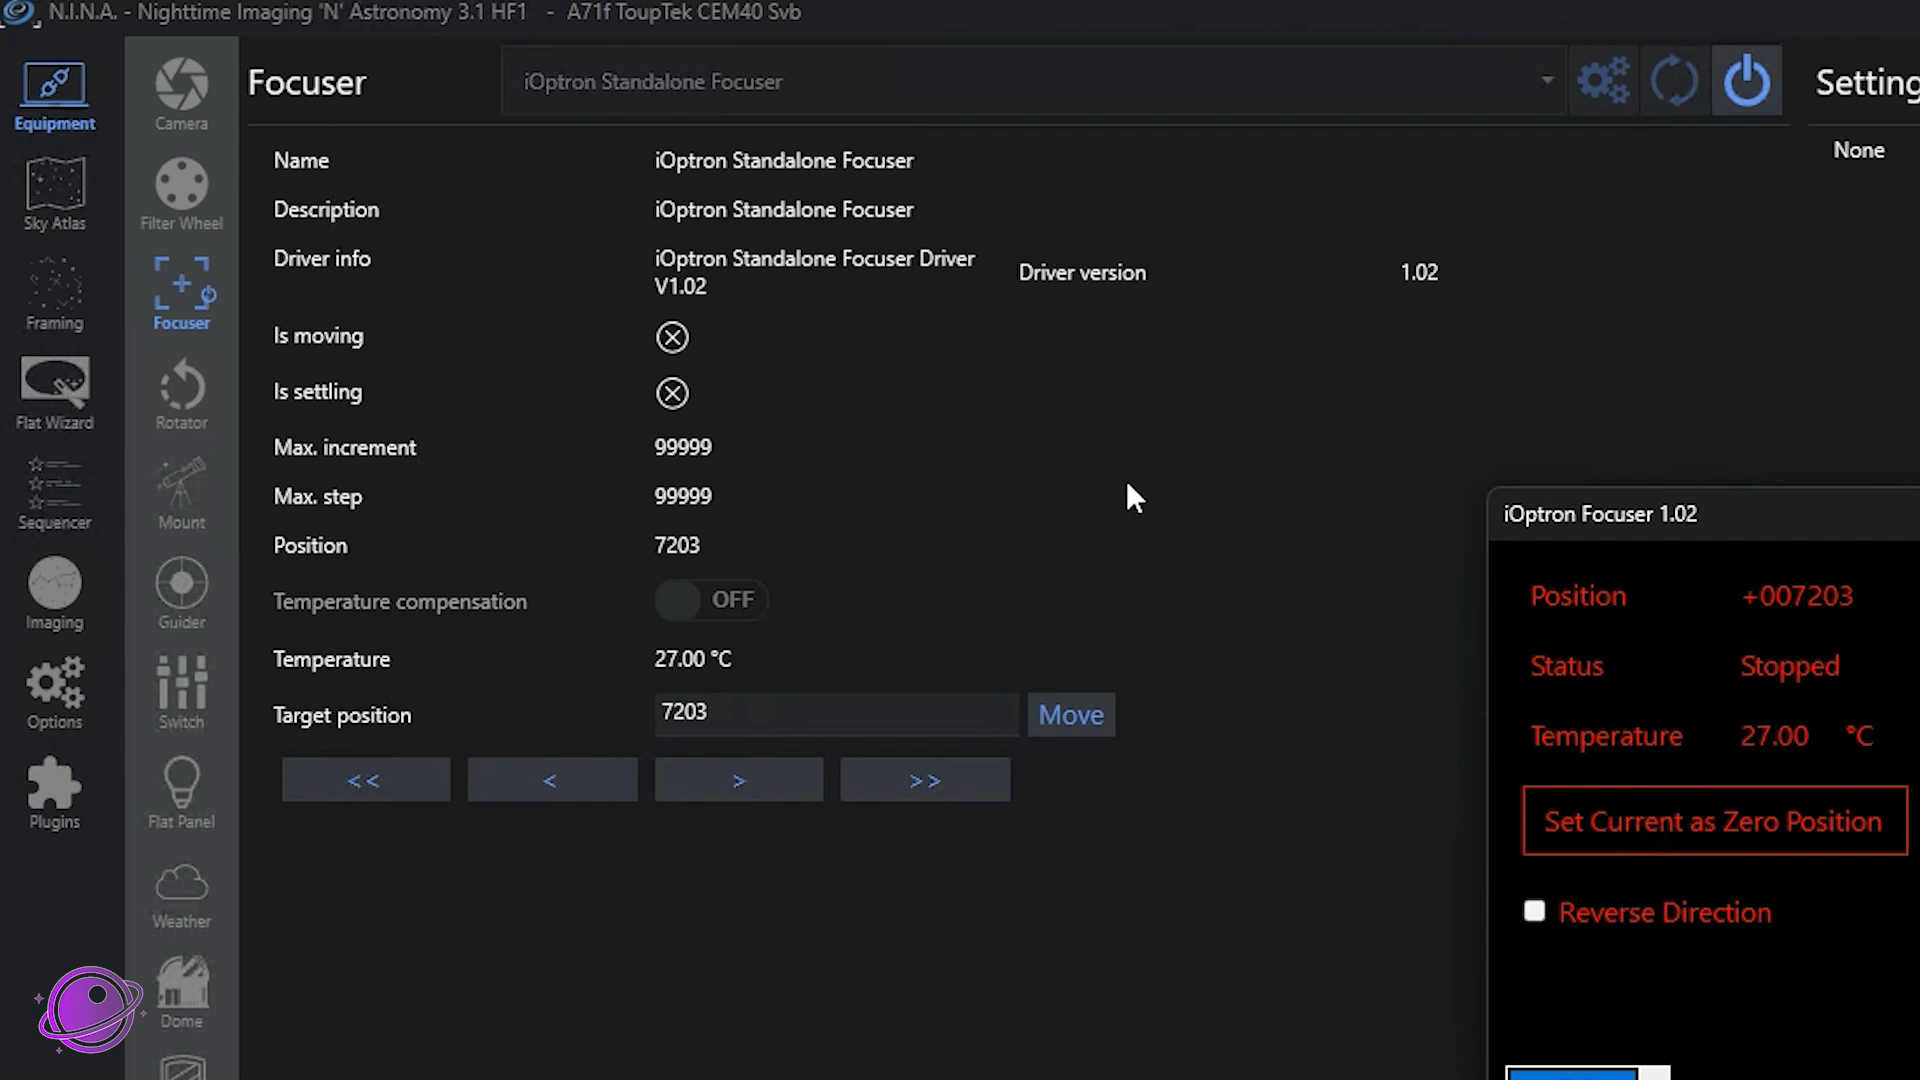 N.I.N.A. - Nighttime Imaging 'N' Astronomy 3.1 HF1 - A71f ToupTek CEM40 Svb
Equipment
Sky Atlas
Framing
Flat Wizard
Sequencer
Imaging
Options
Plugins
Camera
Filter Wheel
Focuser
Rotator
Mount
Guider
Switch
Flat Panel
Weather
Dome
Focuser
iOptron Standalone Focuser
Name iOptron Standalone Focuser
Description iOptron Standalone Focuser
Driver info iOptron Standalone Focuser Driver
V1.02
Driver version 1.02
Is moving
Is settling
Max. increment 99999
Max. step 99999
Position 7203
Temperature compensation OFF
Temperature 27.00 °C
Target position 7203 Move
<< < > >>
Setting
None
iOptron Focuser 1.02
Position +007203
Status Stopped
Temperature 27.00 °C
Set Current as Zero Position
Reverse Direction